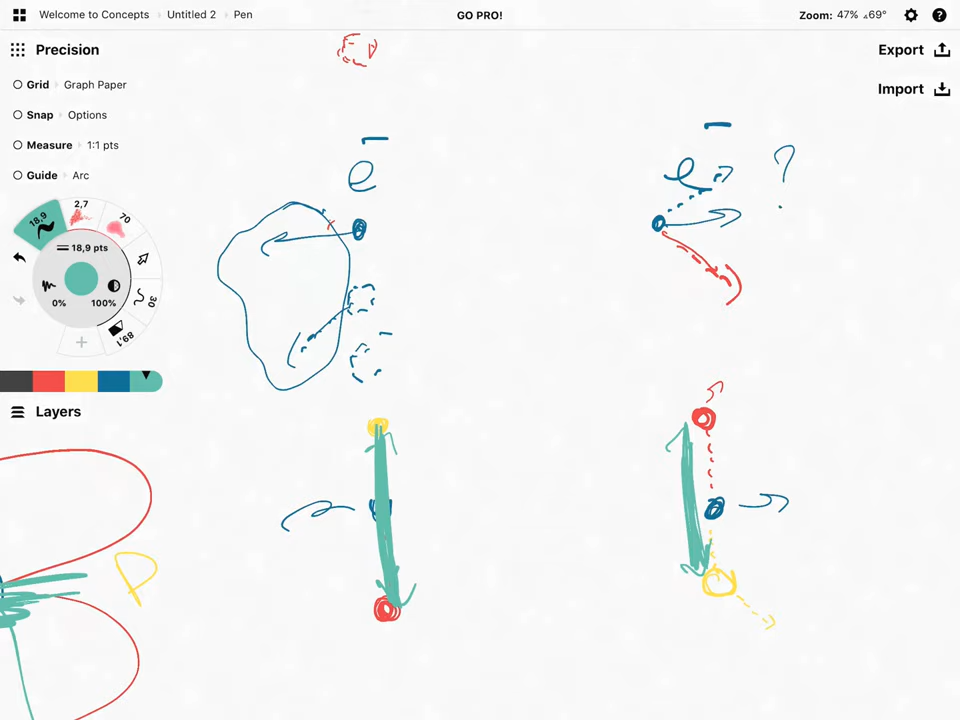 Welcome to Concepts › Untitled 2 › Pen
GO PRO!
Zoom: 47% ⊿69°
Precision
Export
Import
Grid › Graph Paper
Snap › Options
Measure › 1:1 pts
Guide › Arc
18,9
2,7
70
18,9 pts
0%
100%
30
89,1
Layers
e
e
?
P